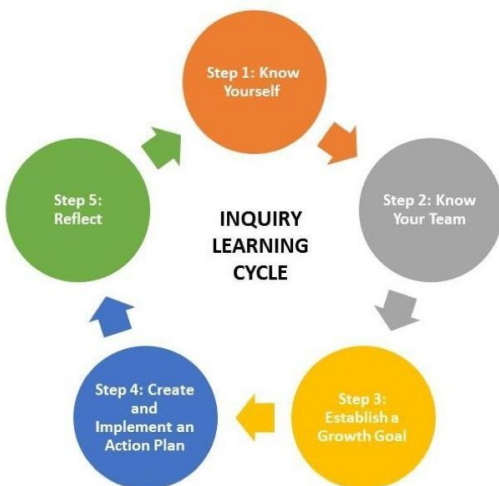 Step 1: Know
Yourself
Step 2: Know
Your Team
Step 3:
Establish a
Growth Goal
Step 4: Create
and
Implement an
Action Plan
Step 5:
Reflect
INQUIRY
LEARNING
CYCLE